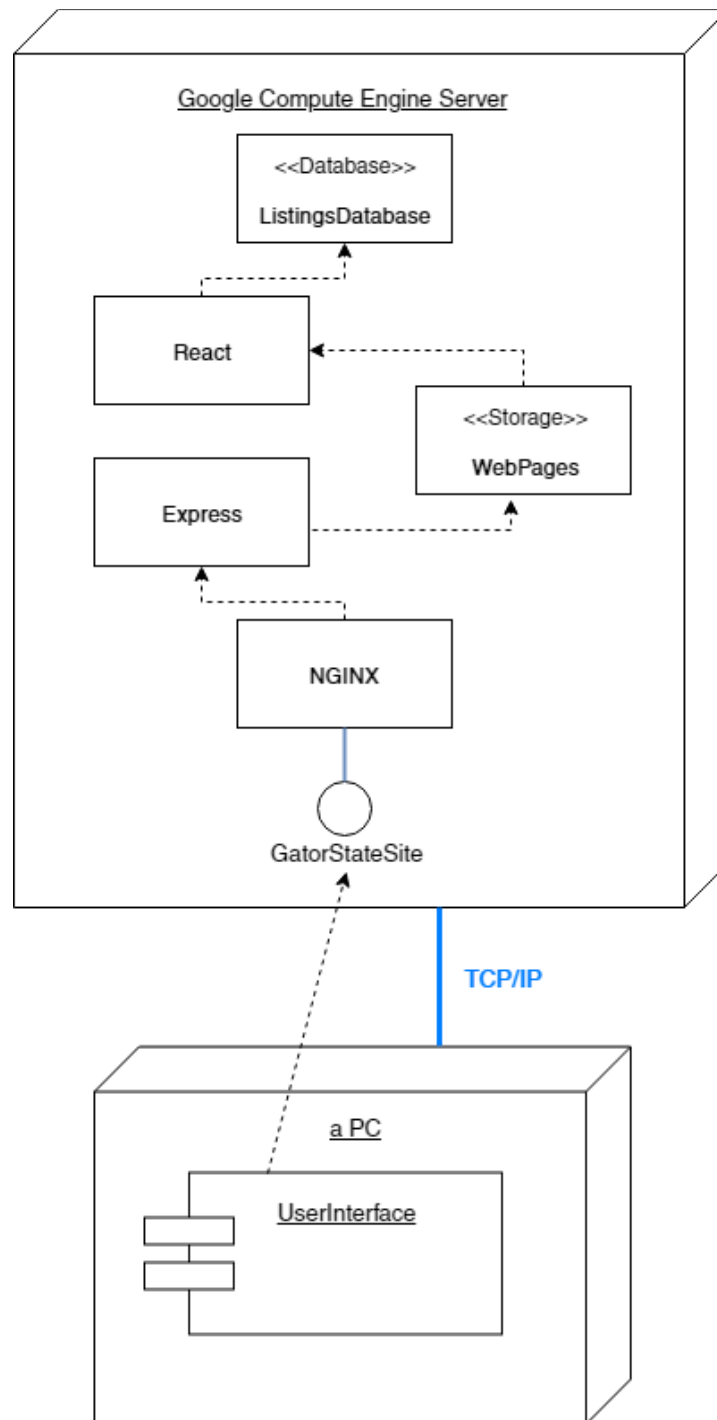 Google Compute Engine Server
<<Database>>
ListingsDatabase
React
<<Storage>>
WebPages
Express
NGINX
GatorStateSite
TCP/IP
a PC
UserInterface